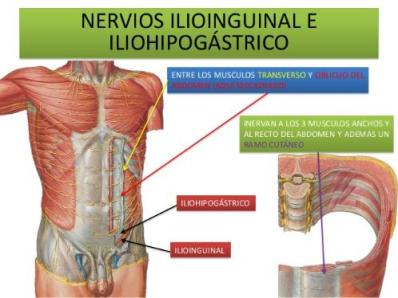 NERVIOS ILIOINGUINAL E
ILIOHIPOGÁSTRICO
ENTRE LOS MUSCULOS TRANSVERSO Y OBLICUO DEL
ABDOMEN
INERVAN A LOS 3 MUSCULOS ANCHOS Y
AL RECTO DEL ABDOMEN Y ADEMAS UN
RAMO CUTÁNEO
ILIOHIPOGÁSTRICO
ILIOINGUINAL